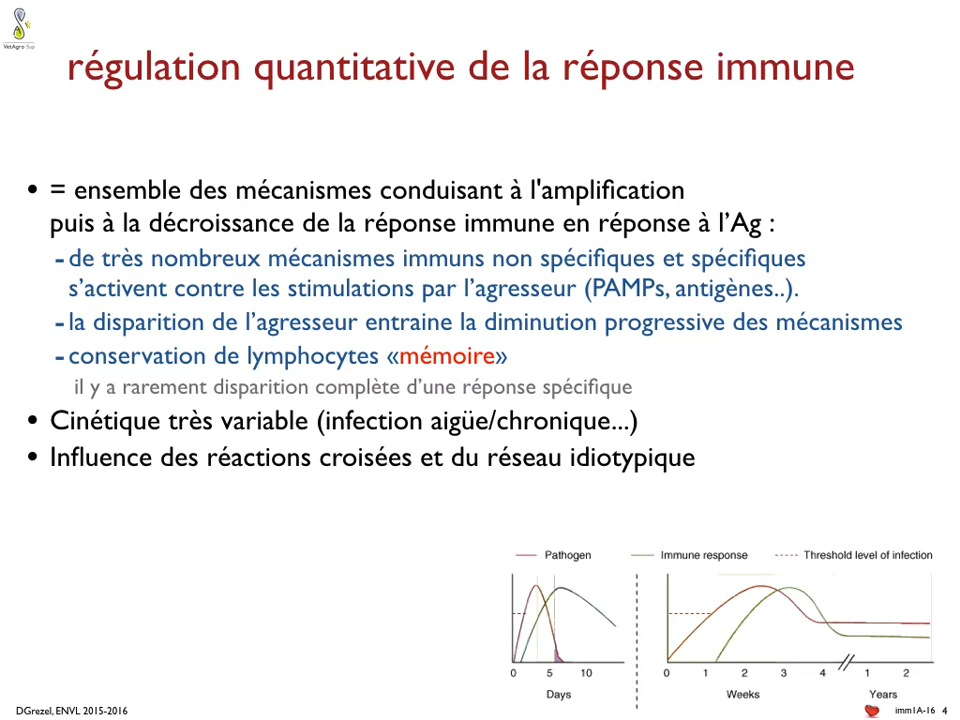 VetAgro Sup
régulation quantitative de la réponse immune
• = ensemble des mécanismes conduisant à l'amplification
puis à la décroissance de la réponse immune en réponse à l’Ag :
- de très nombreux mécanismes immuns non spécifiques et spécifiques
s’activent contre les stimulations par l’agresseur (PAMPs, antigènes..).
- la disparition de l’agresseur entraine la diminution progressive des mécanismes
- conservation de lymphocytes «mémoire»
il y a rarement disparition complète d’une réponse spécifique
• Cinétique très variable (infection aigüe/chronique...)
• Influence des réactions croisées et du réseau idiotypique
Pathogen Immune response Threshold level of infection
0 5 10 0 1 2 3 4 1 2
Days Weeks Years
DGrezel, ENVL 2015-2016 imm1A-16 4